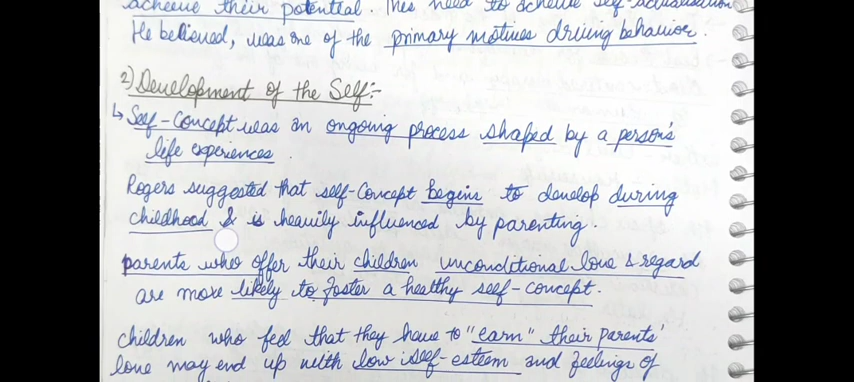 achieve their potential. This need to achieve self-actualisation
He believed, was one of the primary motives driving behavior.
2) Development of the Self:-
↳ Self-Concept was an ongoing process shaped by a person's
life experiences.
Rogers suggested that self-concept begins to develop during
childhood & is heavily influenced by parenting.
parents who offer their children unconditional love & regard
are more likely to foster a healthy self-concept.
children who feel that they have to "earn" their parents'
love may end up with low self-esteem and feelings of